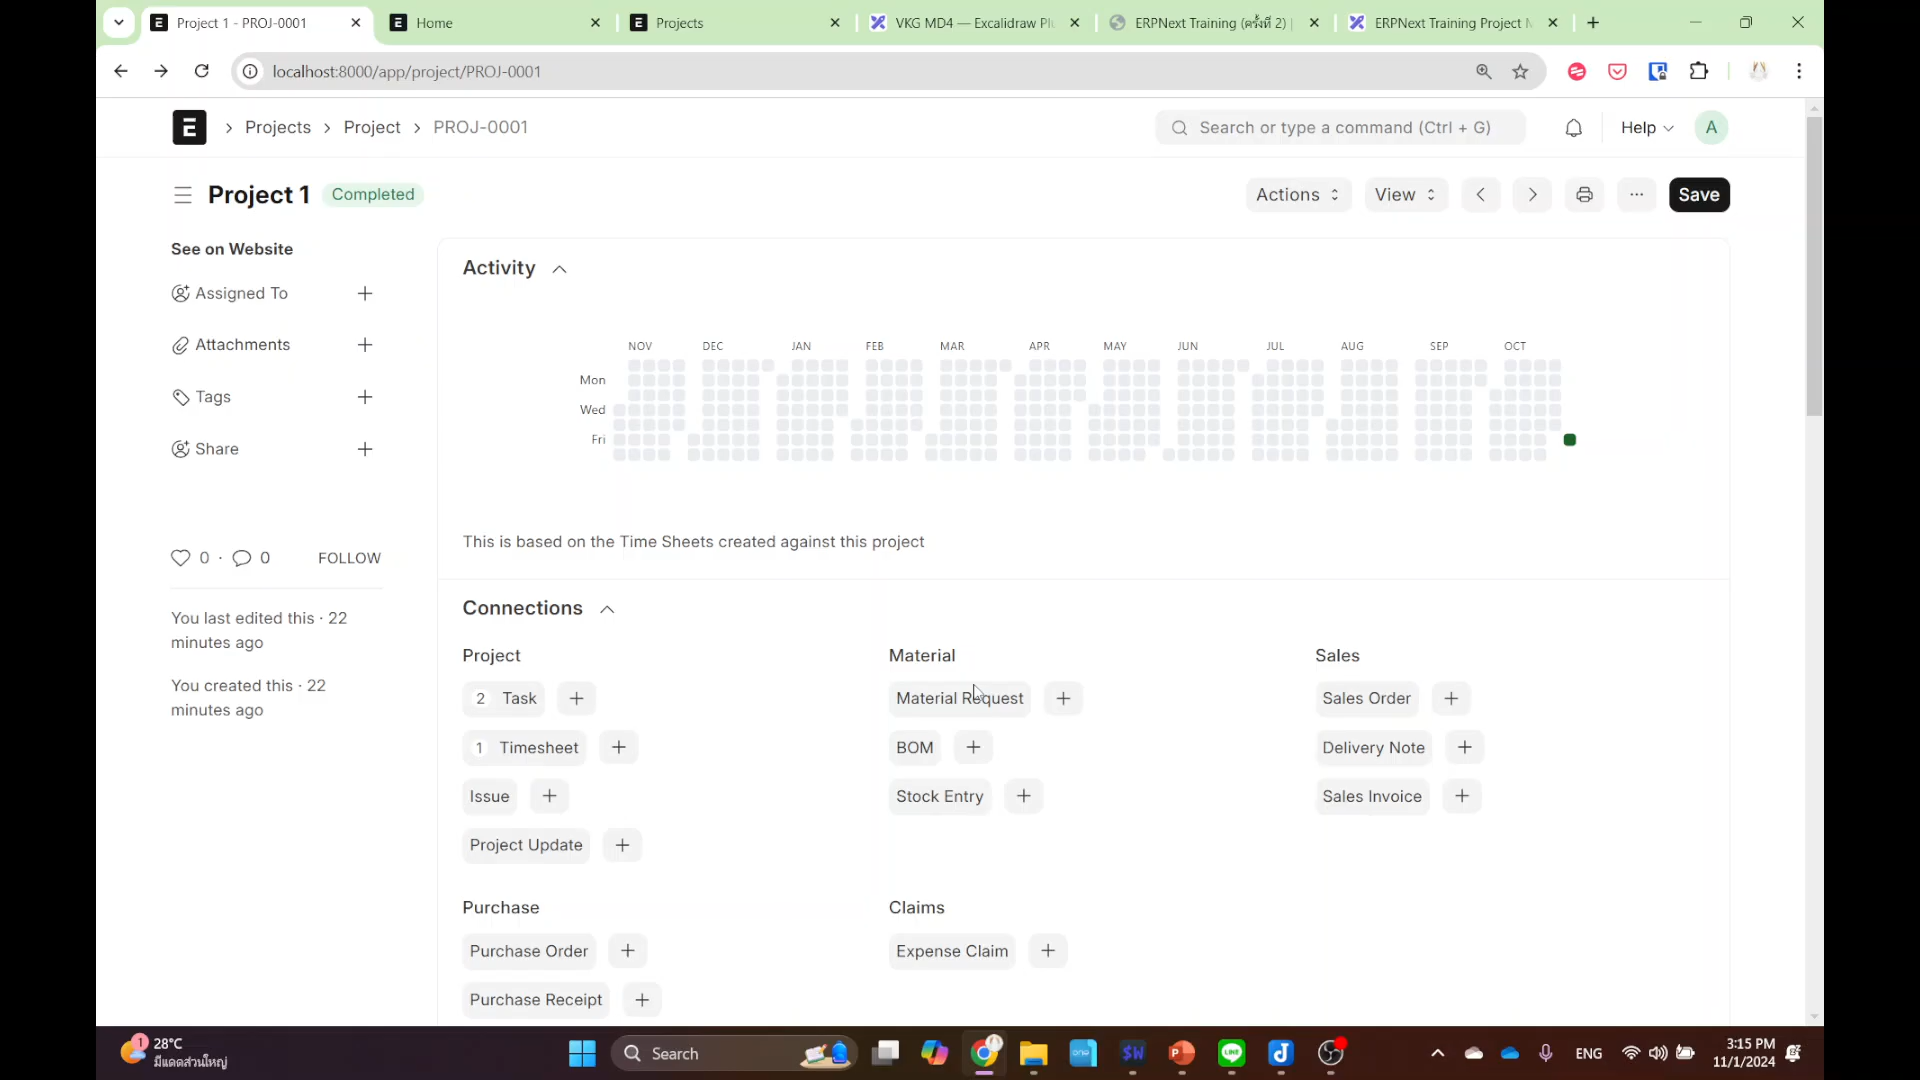 Project 1 - PROJ-0001
Home
Projects
VKG MD4 — Excalidraw Pl
ERPNext Training (ครั้งที่ 2) |
ERPNext Training Project
localhost:8000/app/project/PROJ-0001
E
Projects
Project
PROJ-0001
Search or type a command (Ctrl + G)
Help
A
Project 1
Completed
Actions
View
Save
See on Website
Assigned To
Attachments
Tags
Share
0 · 0
FOLLOW
You last edited this · 22
minutes ago
You created this · 22
minutes ago
Activity
NOV DEC JAN FEB MAR APR MAY JUN JUL AUG SEP OCT
Mon
Wed
Fri
This is based on the Time Sheets created against this project
Connections
Project
2 Task
1 Timesheet
Issue
Project Update
Material
Material Request
BOM
Stock Entry
Sales
Sales Order
Delivery Note
Sales Invoice
Purchase
Purchase Order
Purchase Receipt
Claims
Expense Claim
1
28°C
มีแดดส่วนใหญ่
Search
ENG
3:15 PM
11/1/2024